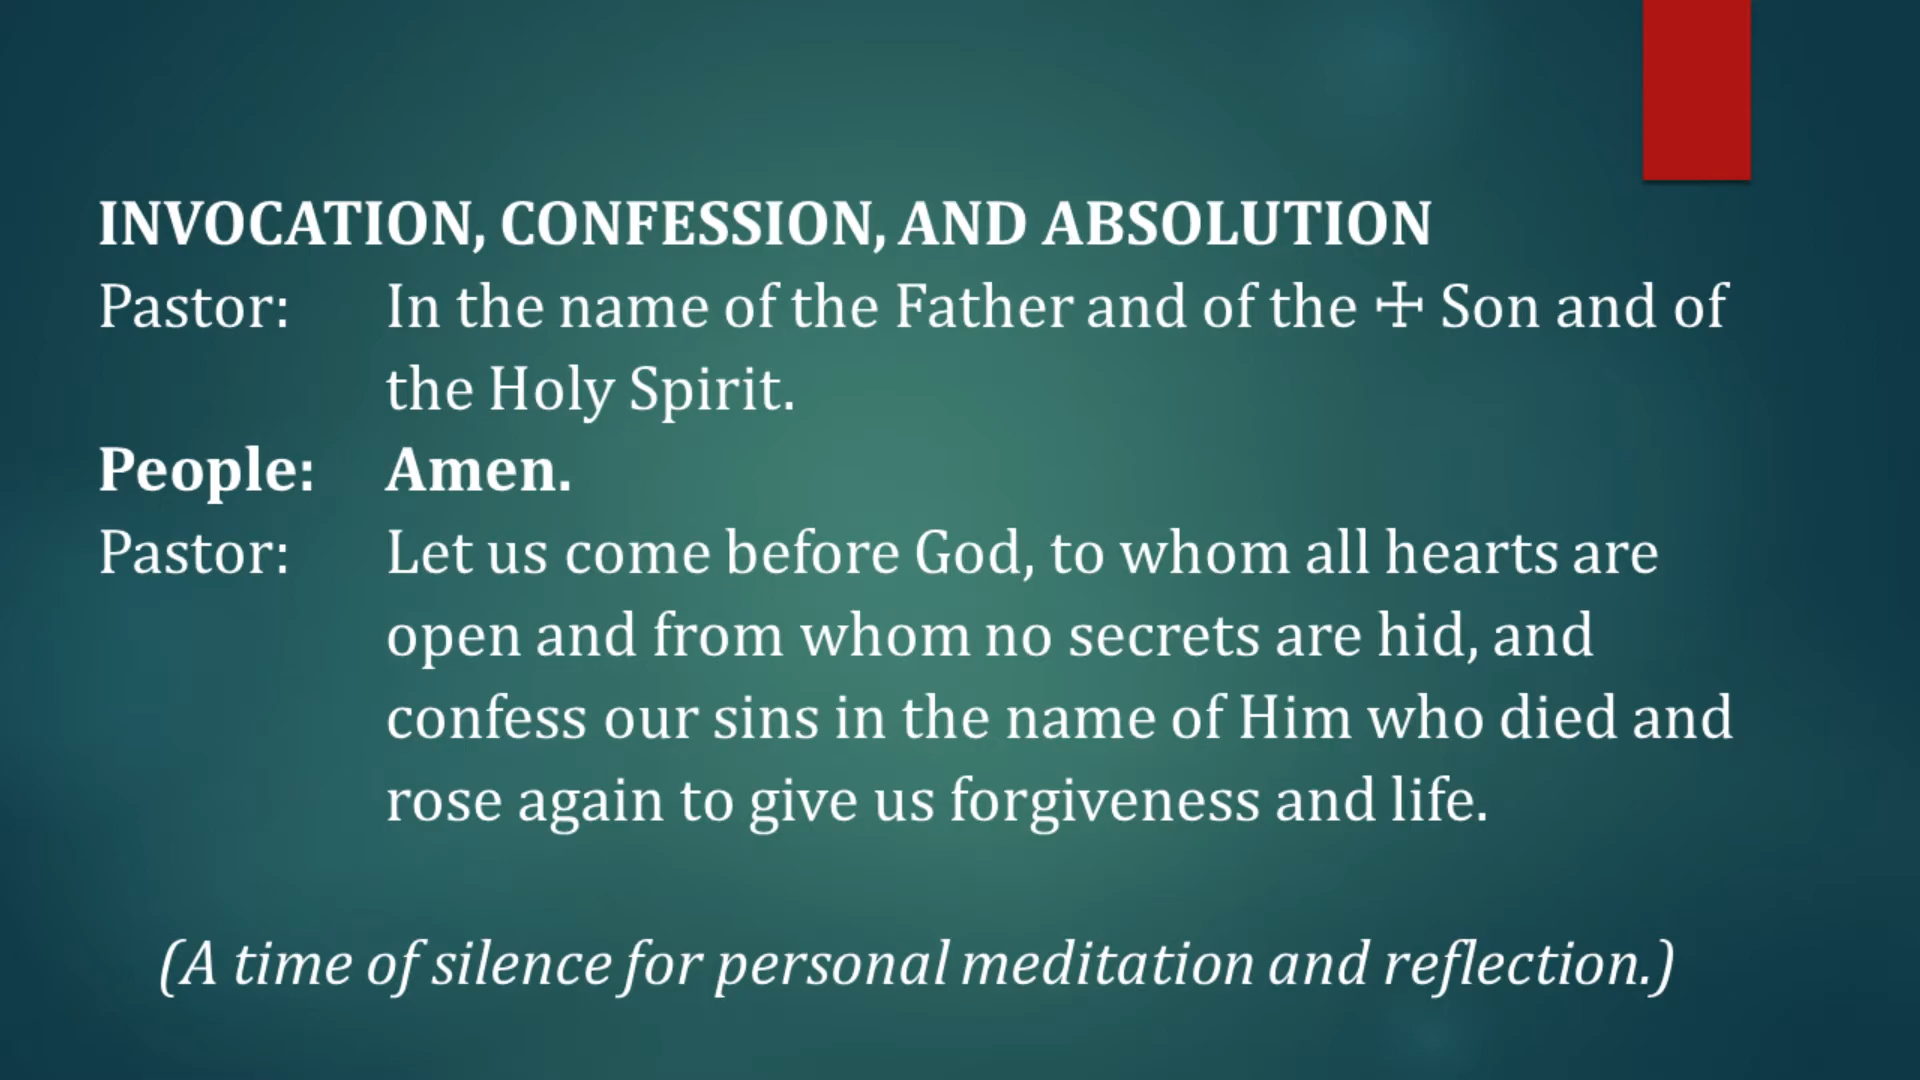 INVOCATION, CONFESSION, AND ABSOLUTION
Pastor: In the name of the Father and of the ☩ Son and of
the Holy Spirit.
People: Amen.
Pastor: Let us come before God, to whom all hearts are
open and from whom no secrets are hid, and
confess our sins in the name of Him who died and
rose again to give us forgiveness and life.
(A time of silence for personal meditation and reflection.)